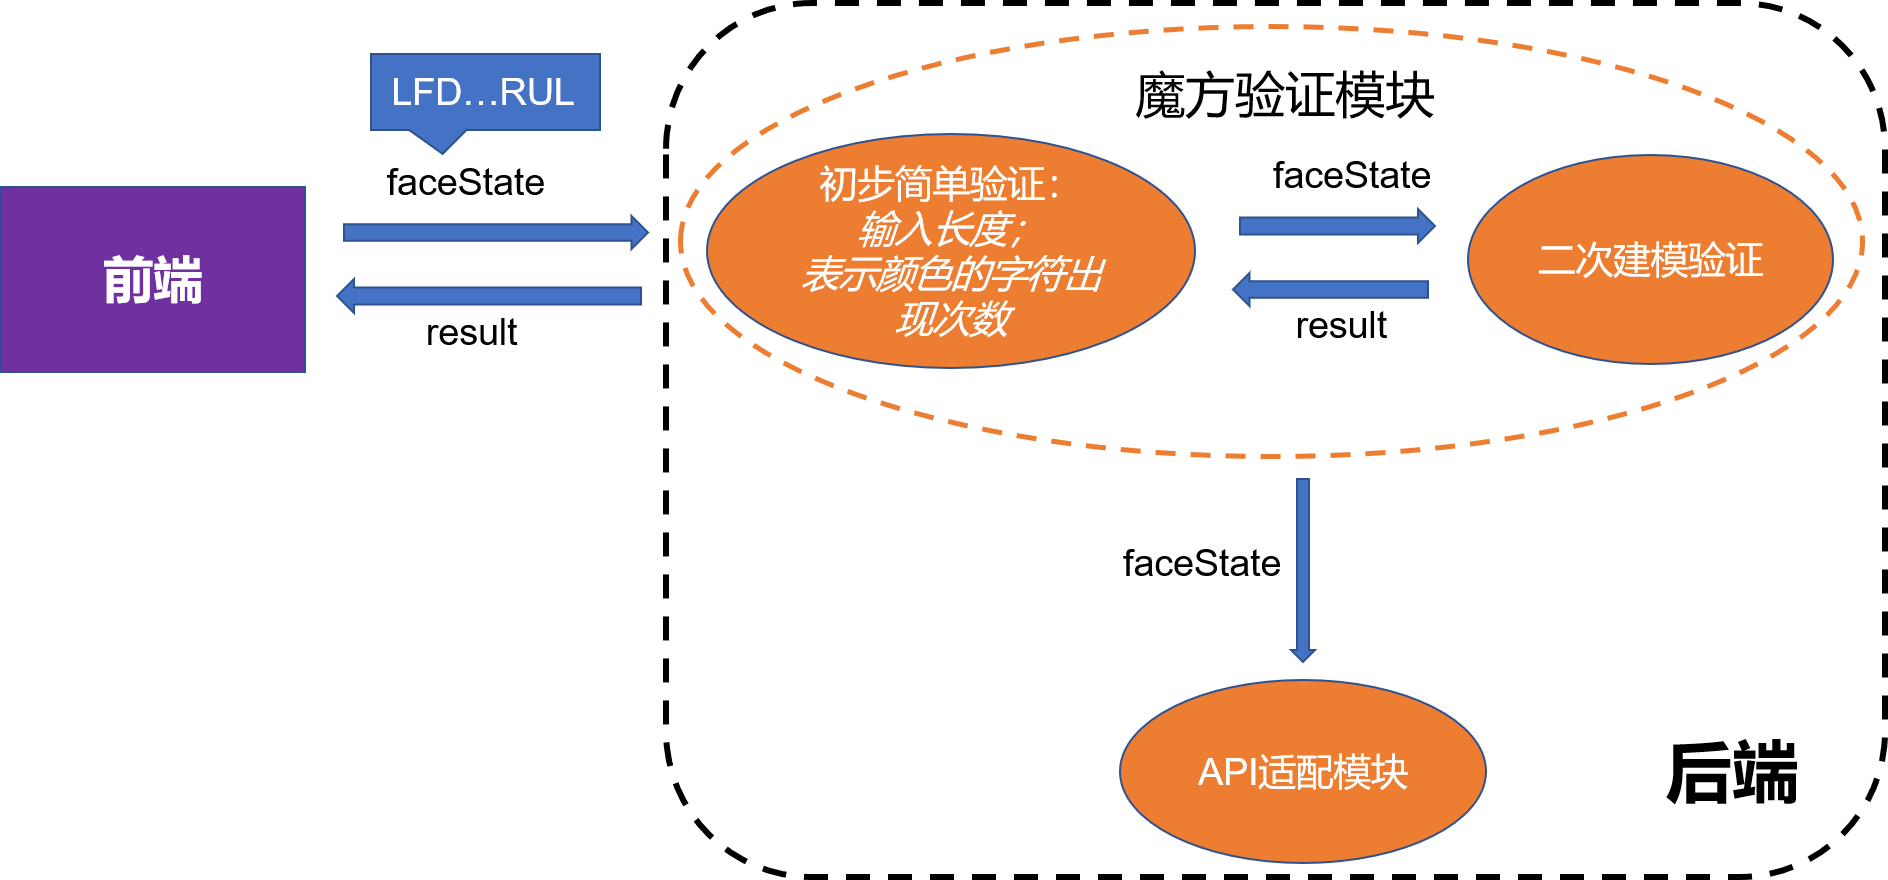 LFD…RUL
faceState
前端
result
魔方验证模块
初步简单验证：
输入长度；
表示颜色的字符出
现次数
faceState
result
二次建模验证
faceState
API适配模块
后端